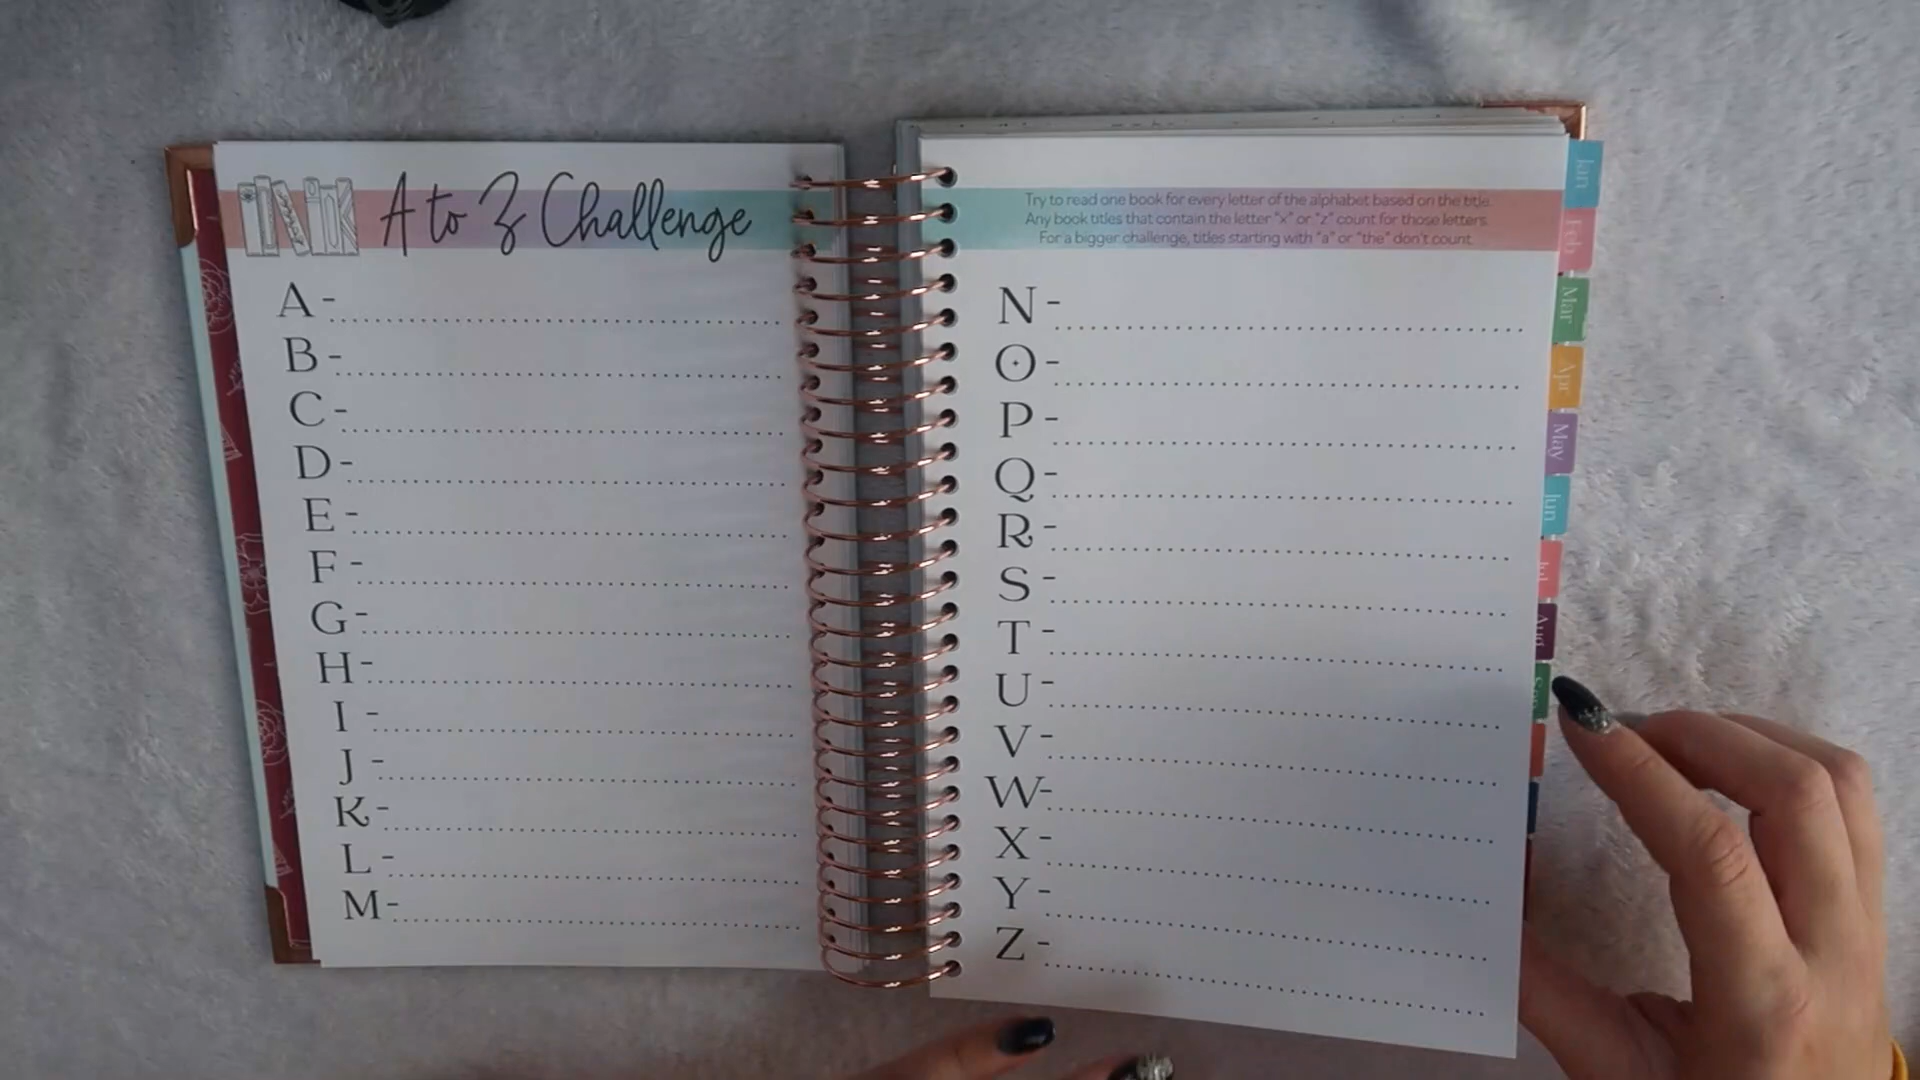 A to Z Challenge
A -
B -
C -
D -
E -
F -
G -
H -
I -
J -
K -
L -
M -
Try to read one book for every letter of the alphabet based on the title.
Any book titles that contain the letter "x" or "z" count for those letters.
For a bigger challenge, titles starting with "a" or "the" don't count.
N -
O -
P -
Q -
R -
S -
T -
U -
V -
W -
X -
Y -
Z -
Jan
Feb
Mar
Apr
May
Jun
Jul
Aug